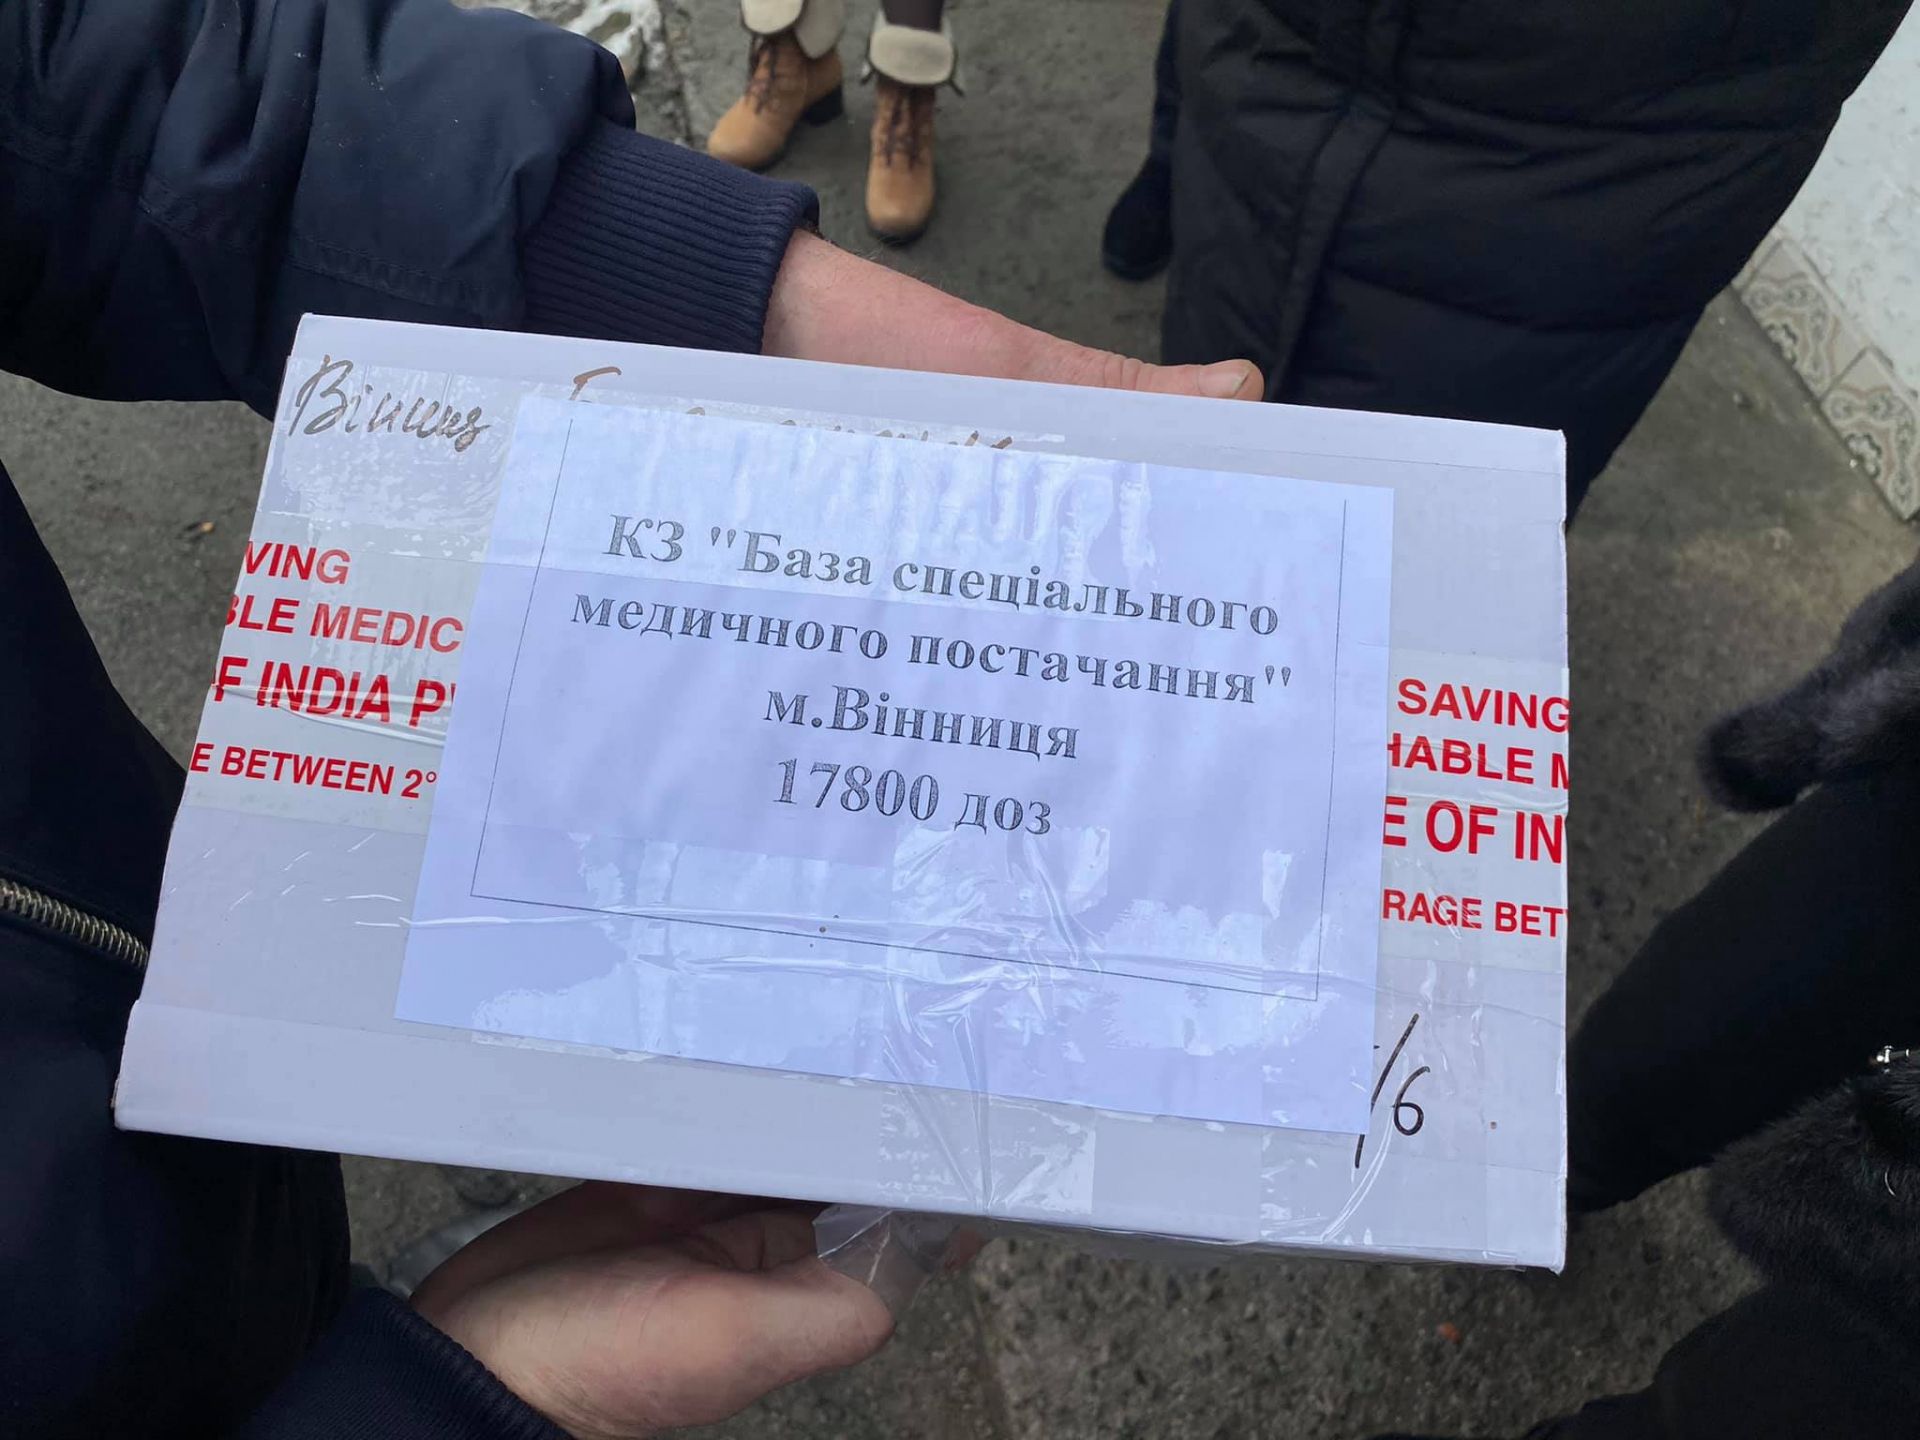 Вінниця
КЗ "База спеціального
медичного постачання"
м.Вінниця
17800 доз
VING
BLE MEDIC
F INDIA P
E BETWEEN 2°
SAVING
HABLE M
E OF IN
RAGE BET
/6